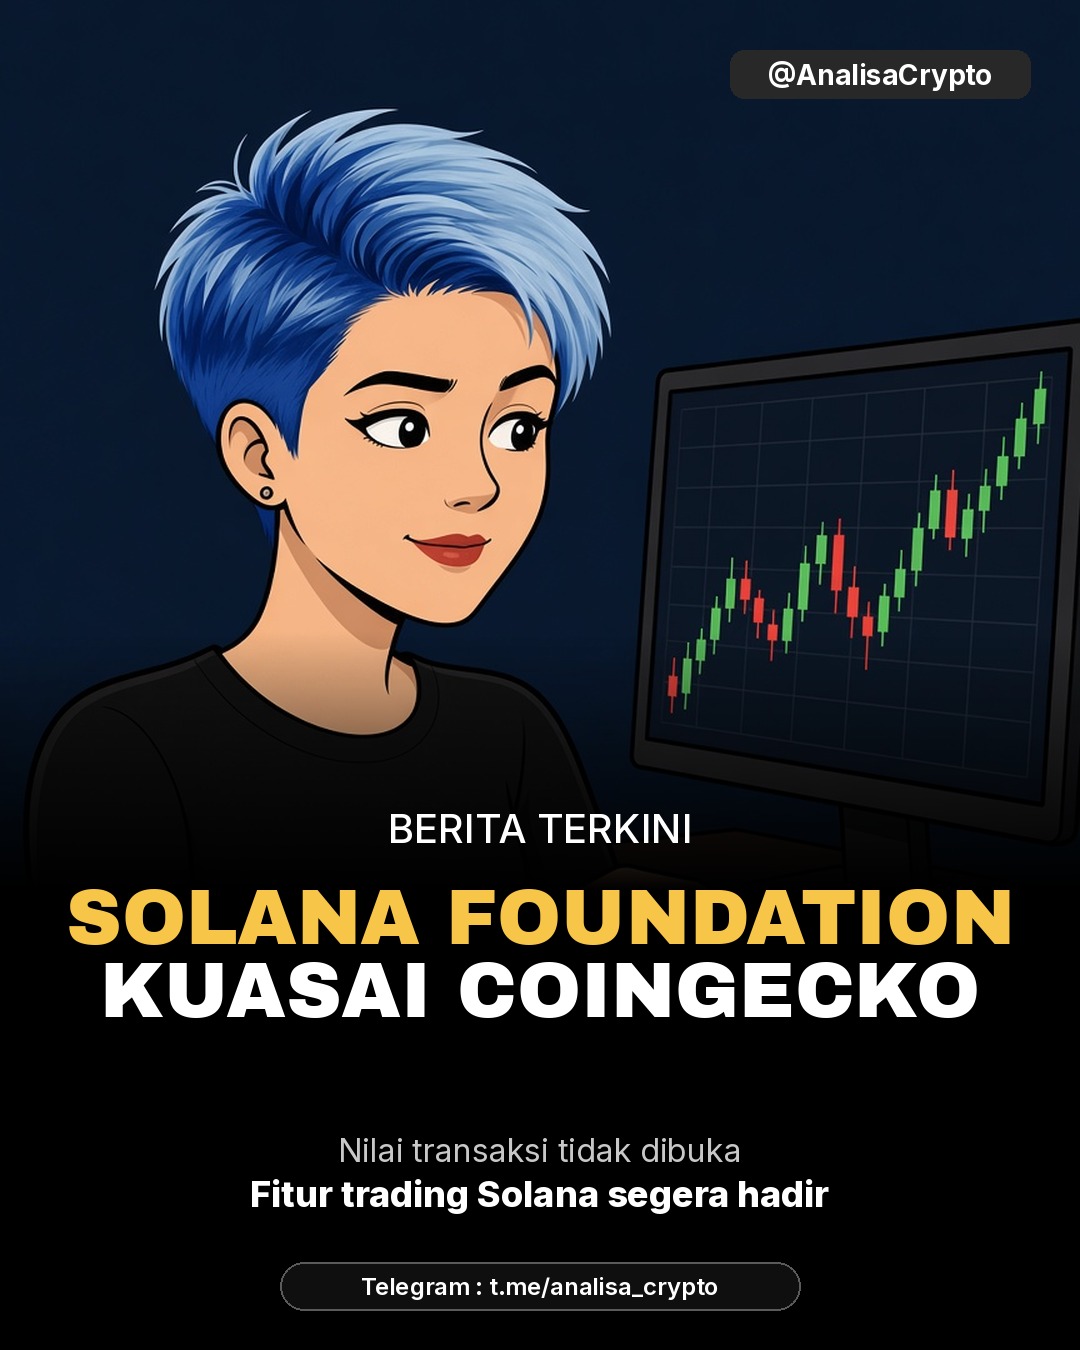 @AnalisaCrypto
BERITA TERKINI
SOLANA FOUNDATION
KUASAI COINGECKO
Nilai transaksi tidak dibuka
Fitur trading Solana segera hadir
Telegram : t.me/analisa_crypto